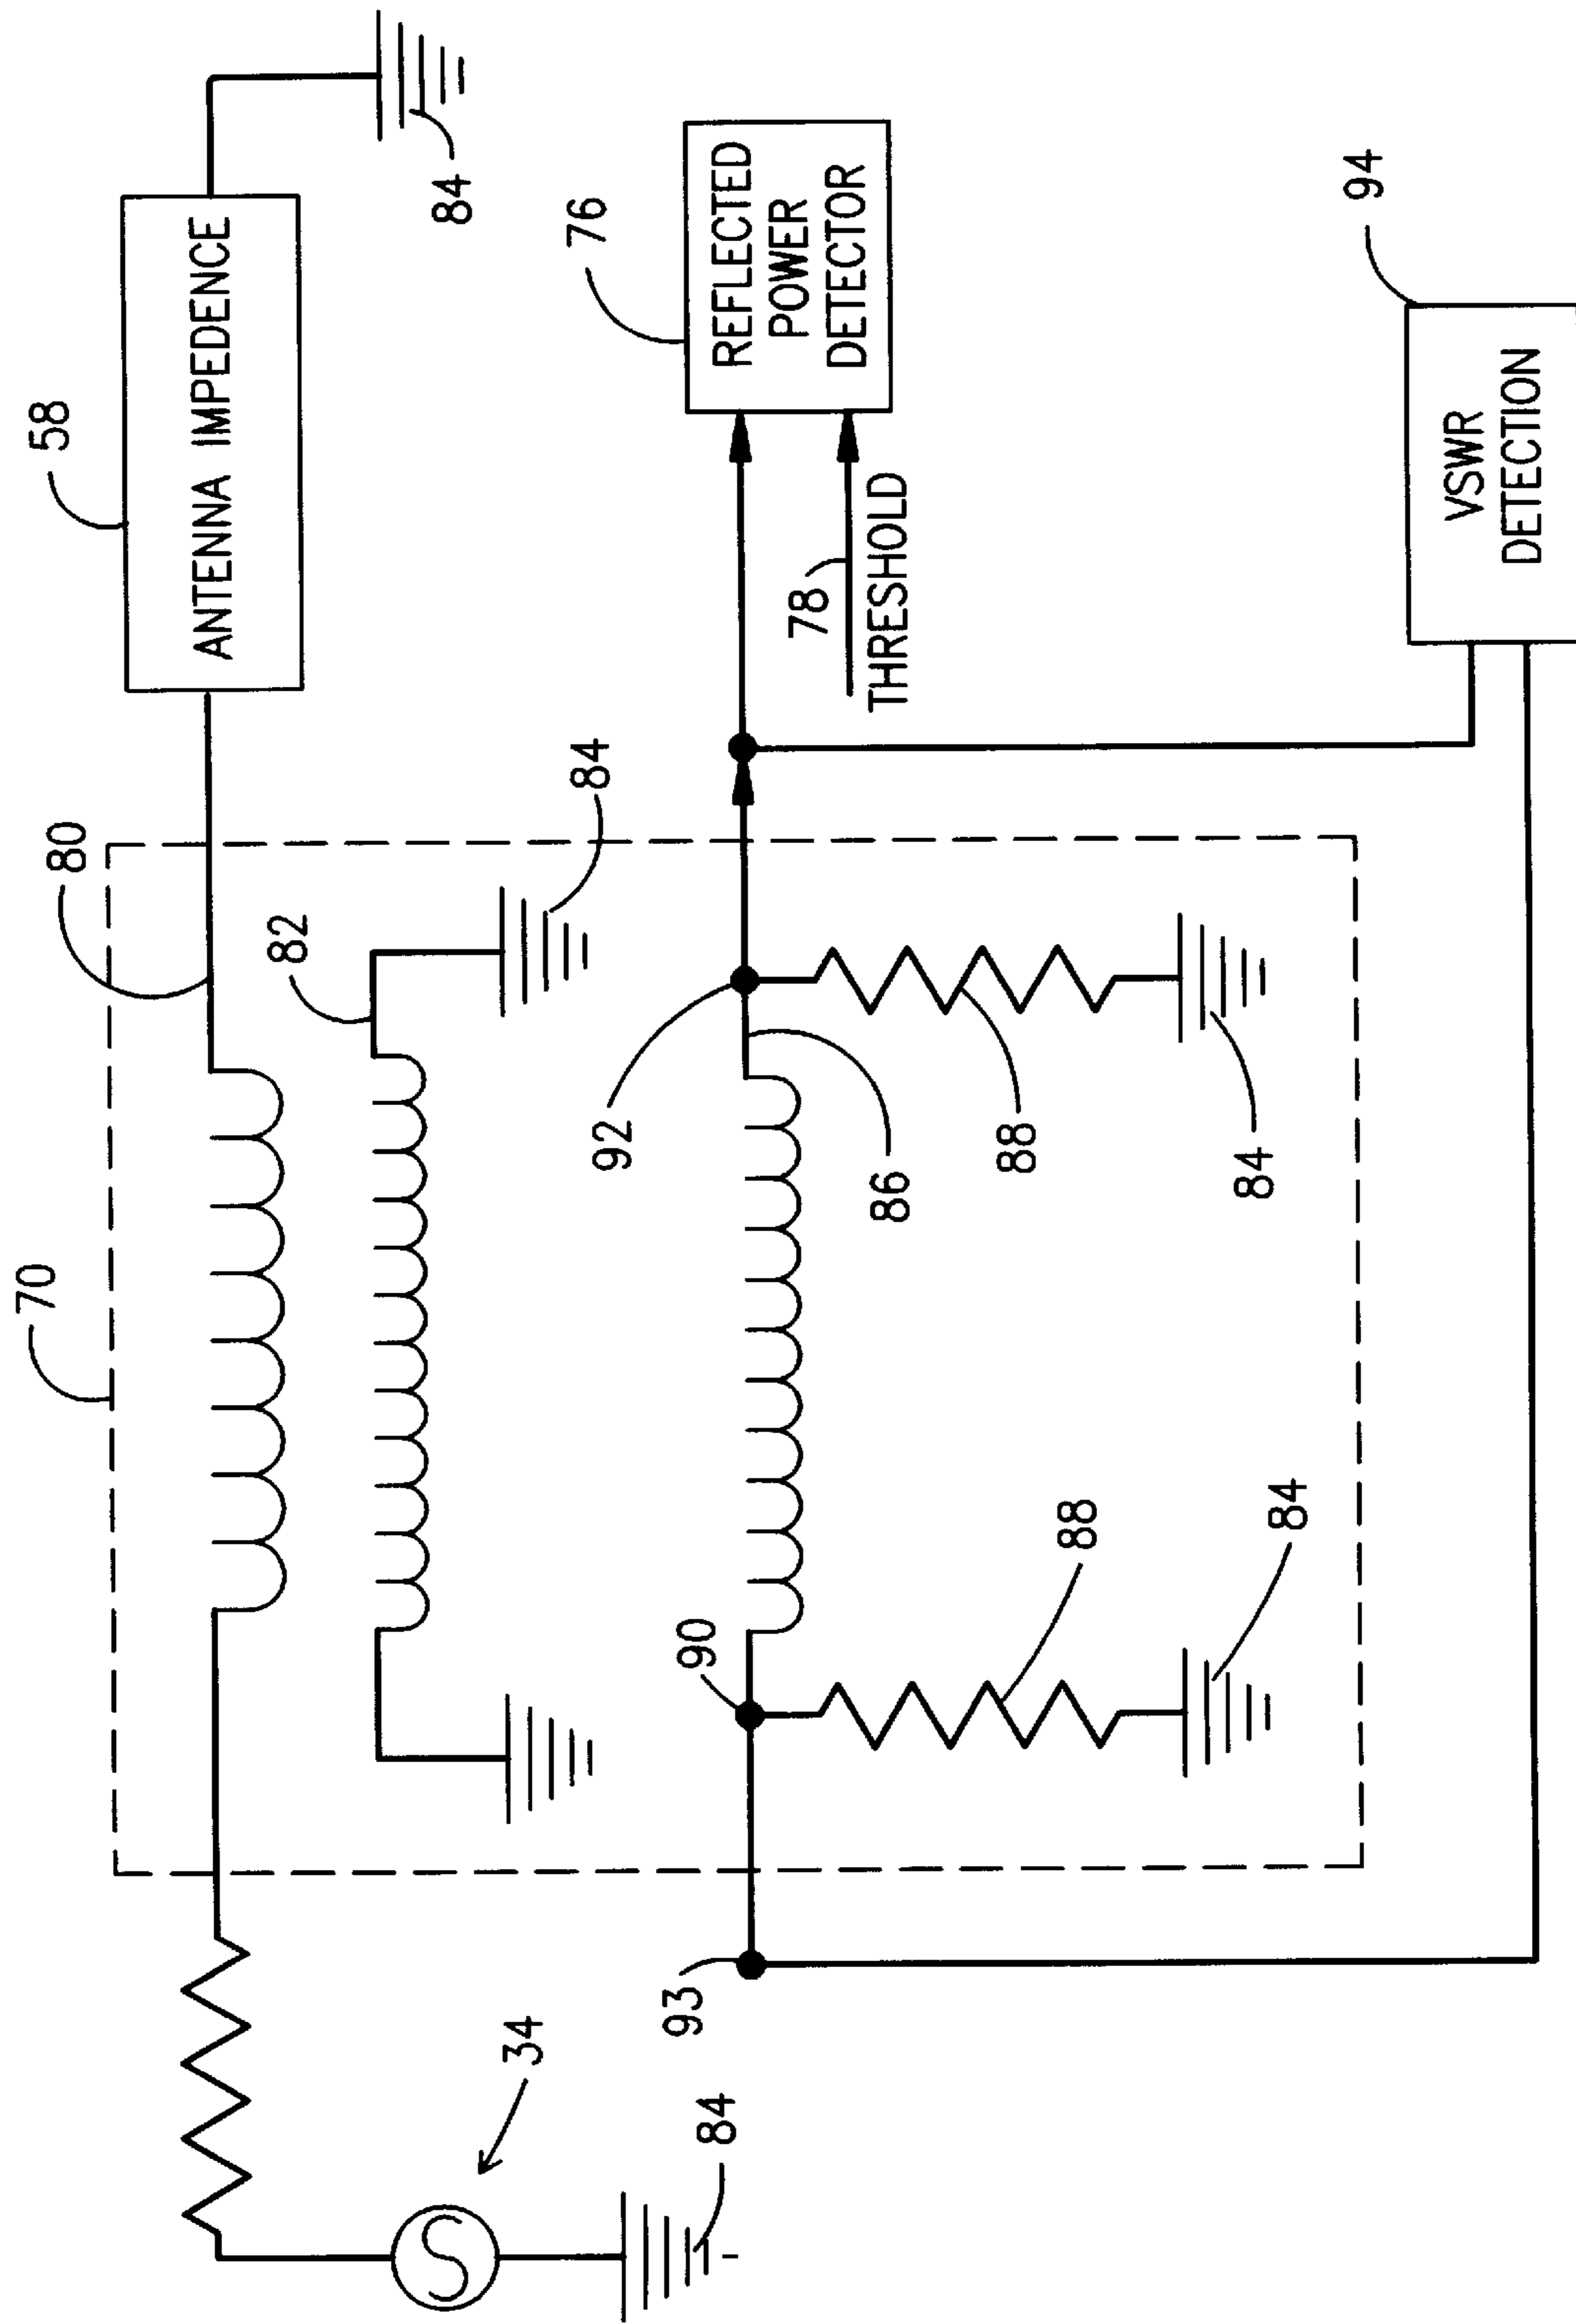 70
80
58
ANTENNA IMPEDENCE
84
82
84
76
REFLECTED
POWER
DETECTOR
78
THRESHOLD
34
84
93
90
92
86
88
88
84
84
94
VSWR
DETECTION